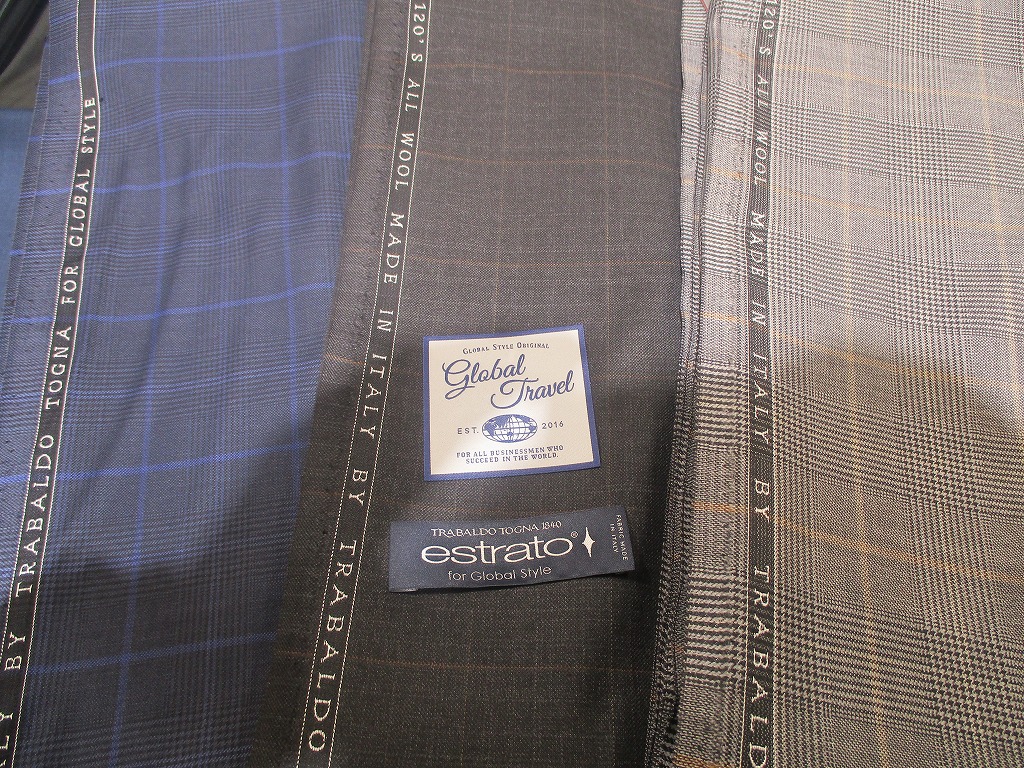 LY BY TRABALDO TOGNA FOR GLOBAL STYLE
120'S ALL WOOL MADE IN ITALY BY TRABALDO
GLOBAL STYLE ORIGINAL
Global
Travel
EST. 2016
FOR ALL BUSINESSMEN WHO
SUCCEED IN THE WORLD.
TRABALDO TOGNA 1840
estrato®
for Global Style
FABRIC MADE
IN ITALY
120'S ALL WOOL MADE IN ITALY BY TRABALD